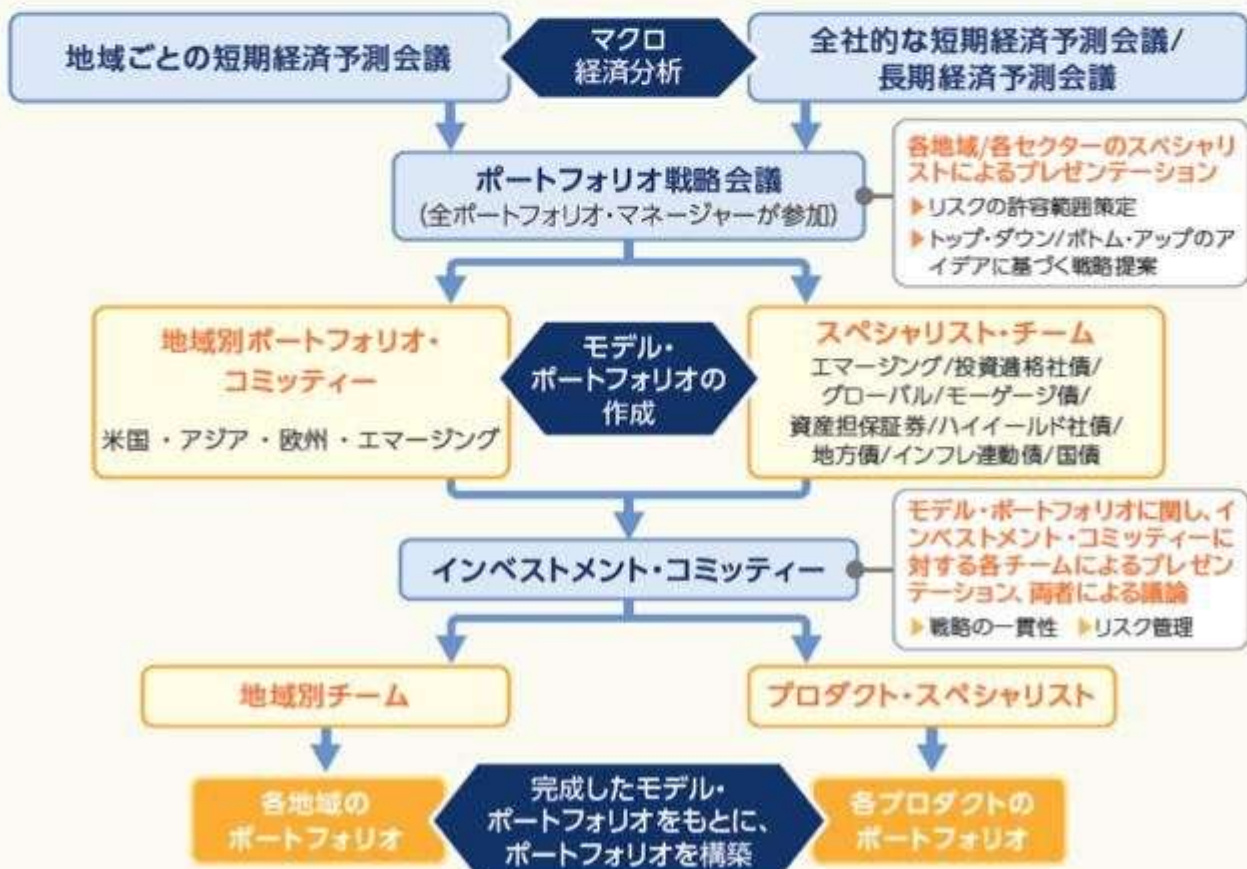 地域ごとの短期経済予測会議
マクロ
経済分析
全社的な短期経済予測会議/
長期経済予測会議
ポートフォリオ戦略会議
(全ポートフォリオ・マネージャーが参加)
各地域/各セクターのスペシャリ
ストによるプレゼンテーション
▶リスクの許容範囲策定
▶トップ・ダウン/ボトム・アップのア
イデアに基づく戦略提案
地域別ポートフォリオ・
コミッティー
米国・アジア・欧州・エマージング
モデル・
ポートフォリオの
作成
スペシャリスト・チーム
エマージング/投資適格社債/
グローバル/モーゲージ債/
資産担保証券/ハイイールド社債/
地方債/インフレ連動債/国債
インベストメント・コミッティー
モデル・ポートフォリオに関し、イ
ンベストメント・コミッティーに
対する各チームによるプレゼン
テーション、両者による議論
▶戦略の一貫性 ▶リスク管理
地域別チーム
プロダクト・スペシャリスト
各地域の
ポートフォリオ
完成したモデル・
ポートフォリオをもとに、
ポートフォリオを構築
各プロダクトの
ポートフォリオ